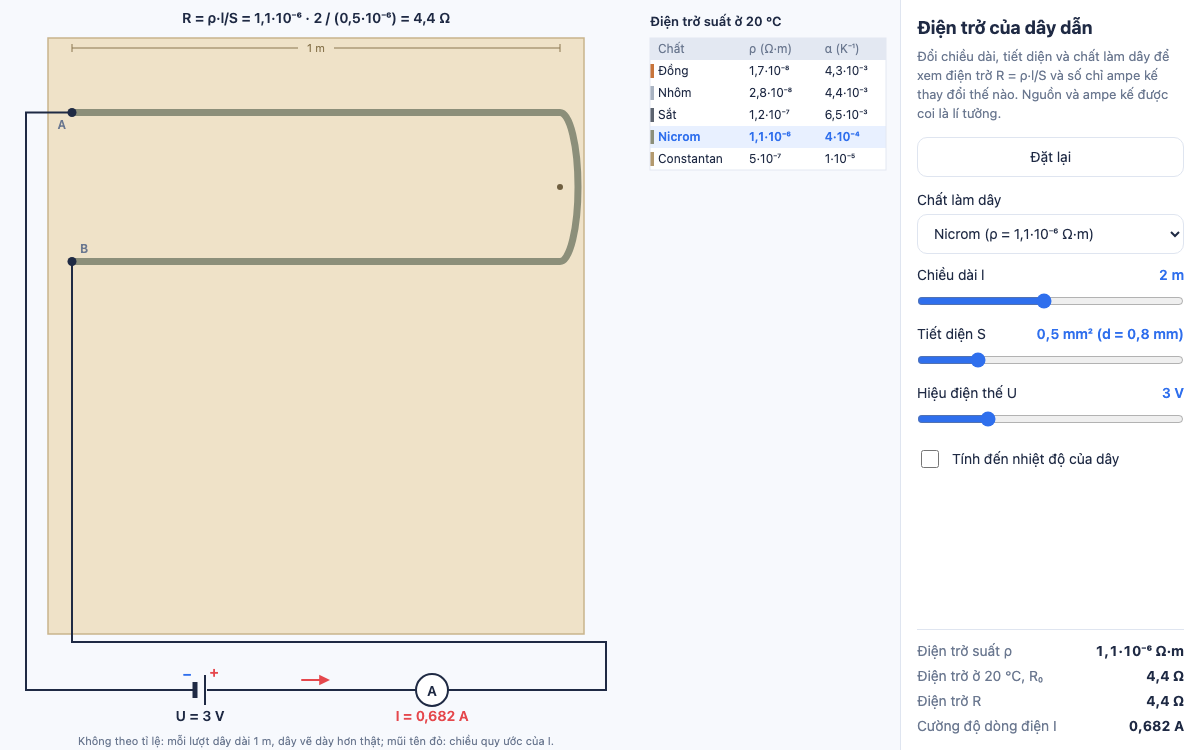 R = ρ·l/S = 1,1·10⁻⁶ · 2 / (0,5·10⁻⁶) = 4,4 Ω
1 m
A
B
− +
U = 3 V
A
I = 0,682 A
Không theo tỉ lệ: mỗi lượt dây dài 1 m, dây vẽ dày hơn thật; mũi tên đỏ: chiều quy ước của I.
Điện trở suất ở 20 °C
Chất ρ (Ω·m) α (K⁻¹)
Đồng 1,7·10⁻⁸ 4,3·10⁻³
Nhôm 2,8·10⁻⁸ 4,4·10⁻³
Sắt 1,2·10⁻⁷ 6,5·10⁻³
Nicrom 1,1·10⁻⁶ 4·10⁻⁴
Constantan 5·10⁻⁷ 1·10⁻⁵
Điện trở của dây dẫn
Đổi chiều dài, tiết diện và chất làm dây để
xem điện trở R = ρ·l/S và số chỉ ampe kế
thay đổi thế nào. Nguồn và ampe kế được
coi là lí tưởng.
Đặt lại
Chất làm dây
Nicrom (ρ = 1,1·10⁻⁶ Ω·m)
Chiều dài l 2 m
Tiết diện S 0,5 mm² (d = 0,8 mm)
Hiệu điện thế U 3 V
Tính đến nhiệt độ của dây
Điện trở suất ρ 1,1·10⁻⁶ Ω·m
Điện trở ở 20 °C, R₀ 4,4 Ω
Điện trở R 4,4 Ω
Cường độ dòng điện I 0,682 A